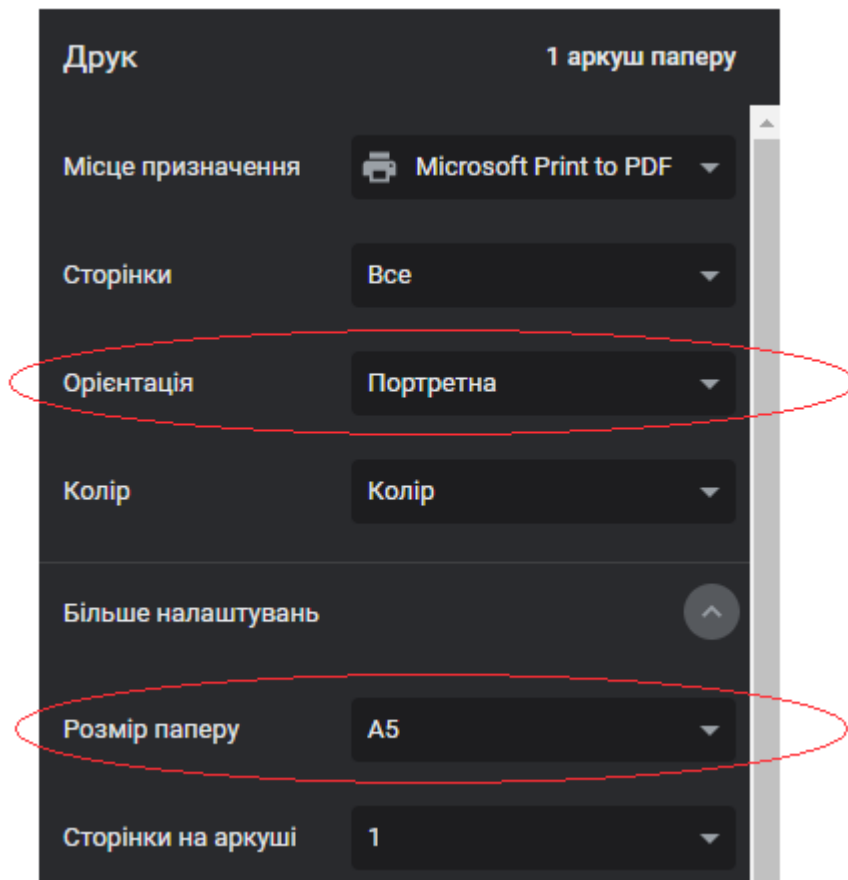 Друк 1 аркуш паперу
Місце призначення Microsoft Print to PDF
Сторінки Все
Орієнтація Портретна
Колір Колір
Більше налаштувань
Розмір паперу A5
Сторінки на аркуші 1